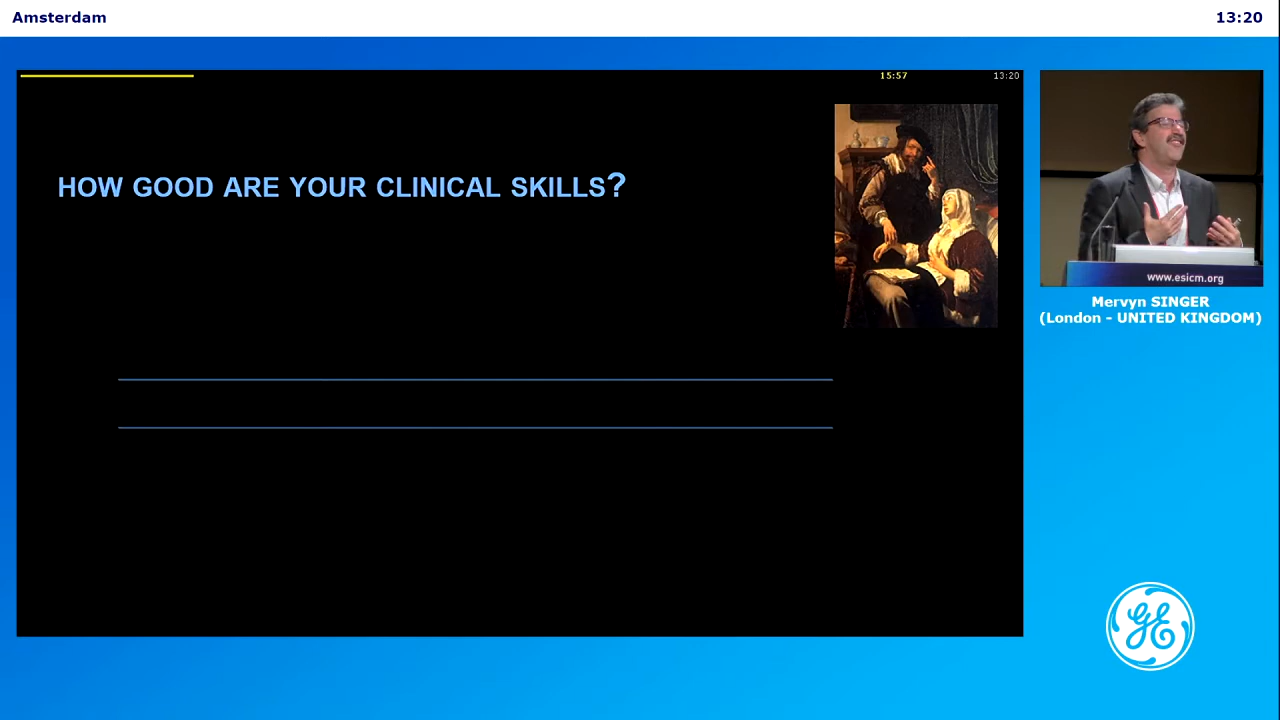 Amsterdam
13:20
15:57
13:20
HOW GOOD ARE YOUR CLINICAL SKILLS?
www.esicm.org
Mervyn SINGER
(London - UNITED KINGDOM)
GE